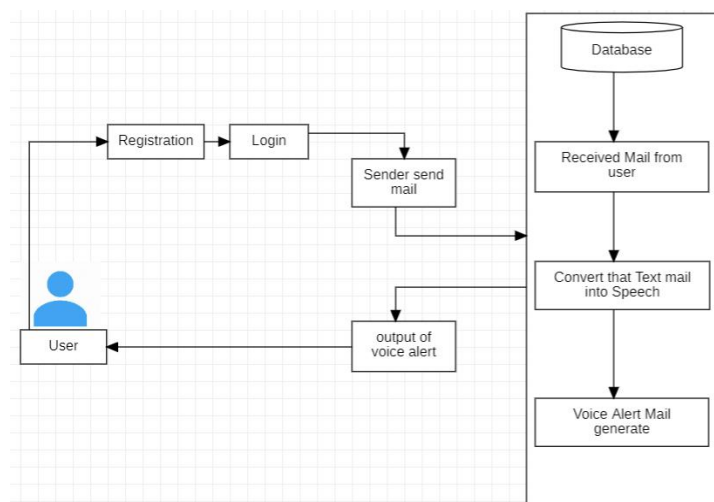 Database
Registration
Login
Received Mail from
user
Sender send
mail
Convert that Text mail
into Speech
User
output of
voice alert
Voice Alert Mail
generate